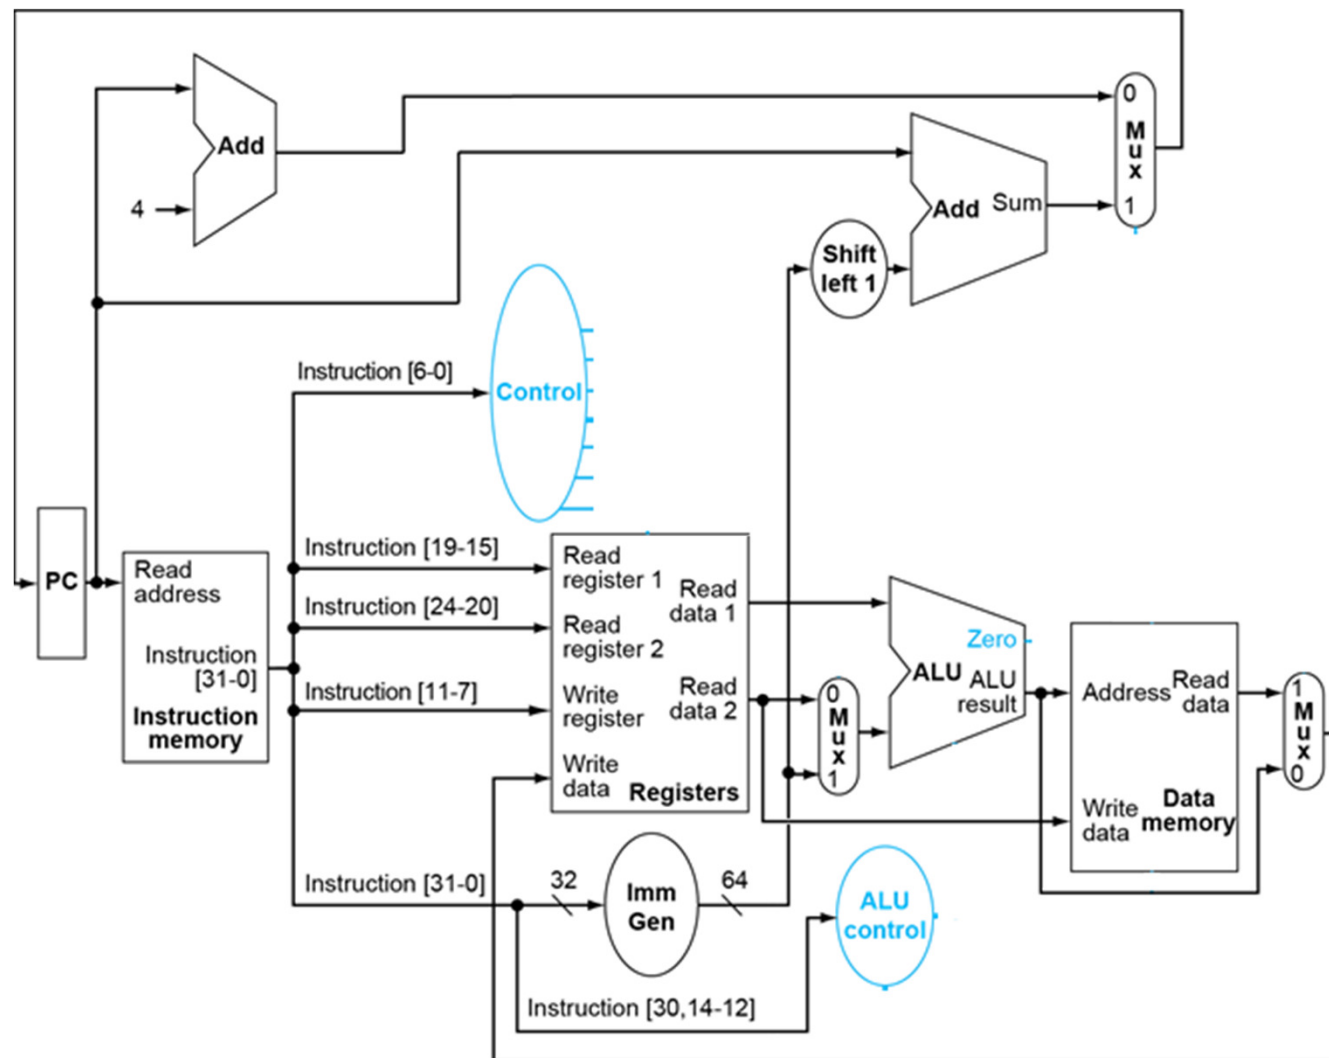 0
M
u
x
1
Add
4
Add Sum
Shift
left 1
Instruction [6-0]
Control
PC
Read
address
Instruction
[31-0]
Instruction
memory
Instruction [19-15]
Instruction [24-20]
Instruction [11-7]
Instruction [31-0]
Read
register 1
Read
register 2
Write
register
Write
data
Read
data 1
Read
data 2
Registers
0
M
u
x
1
Zero
ALU ALU
result
Address
Read
data
Write
data
Data
memory
1
M
u
x
0
32
Imm
Gen
64
ALU
control
Instruction [30,14-12]